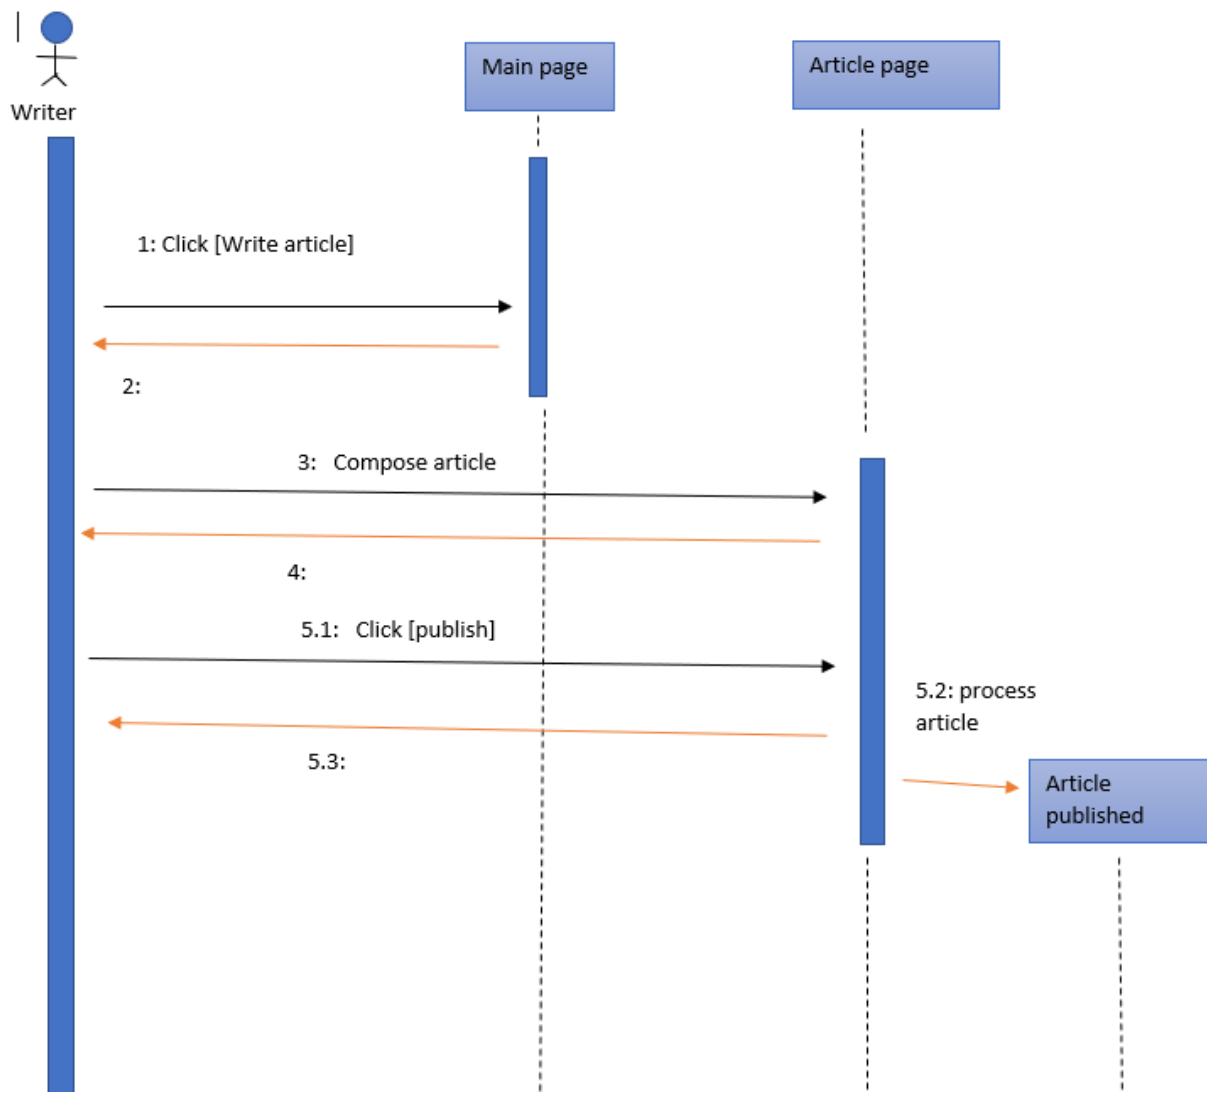 Writer
Main page
Article page
1: Click [Write article]
2:
3: Compose article
4:
5.1: Click [publish]
5.2: process
article
5.3:
Article
published